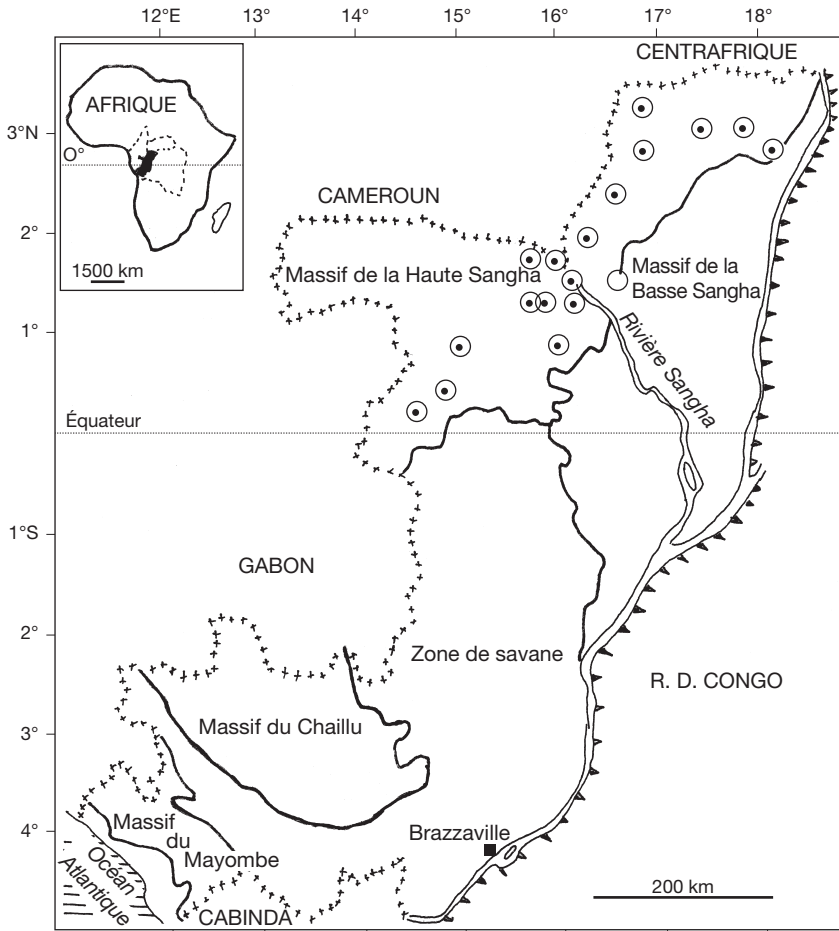 12°E 13° 14° 15° 16° 17° 18°
CENTRAFRIQUE
AFRIQUE
O°
1500 km
3°N
CAMEROUN
2°
Massif de la Haute Sangha
Massif de la
Basse Sangha
1°
Rivière Sangha
Équateur
1°S
GABON
2°
Zone de savane
R. D. CONGO
3°
Massif du Chaillu
4°
Brazzaville
Massif
du
Mayombe
Océan
Atlantique
200 km
CABINDA